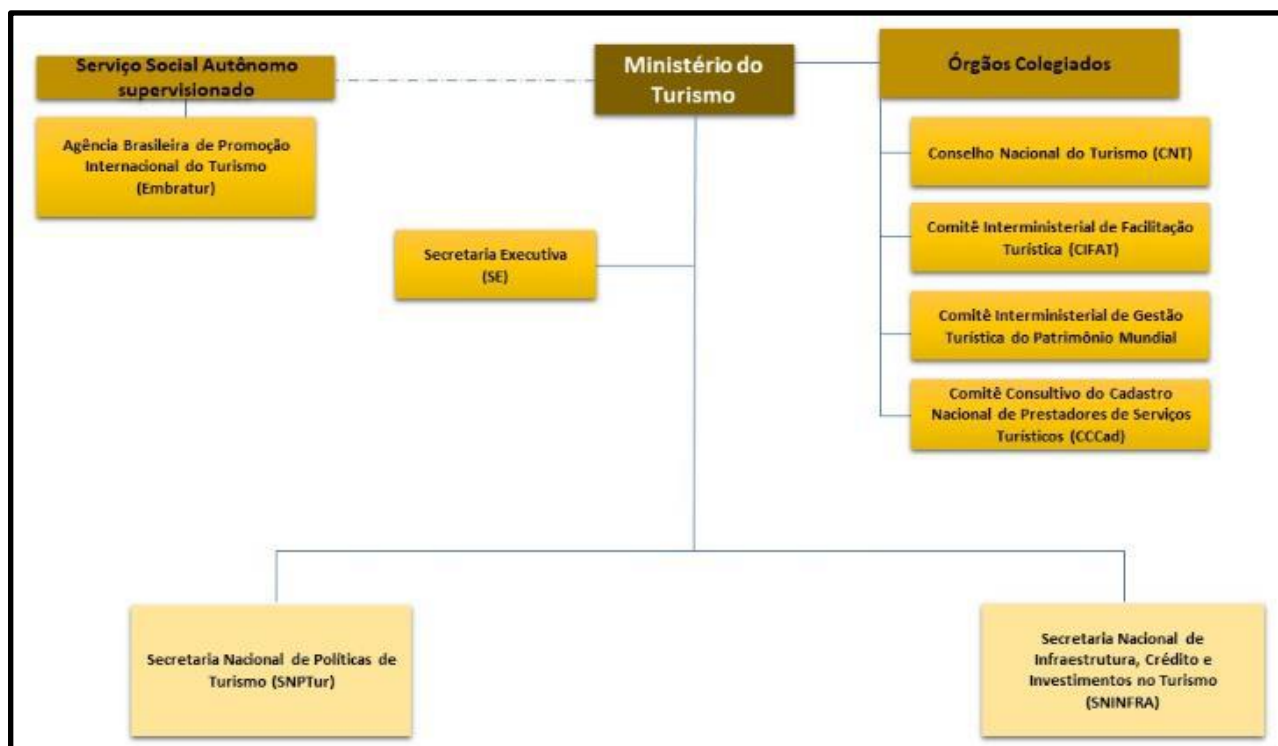 Serviço Social Autônomo
supervisionado
Agência Brasileira de Promoção
Internacional do Turismo
(Embratur)
Ministério do
Turismo
Órgãos Colegiados
Conselho Nacional do Turismo (CNT)
Comitê Interministerial de Facilitação
Turística (CIFAT)
Comitê Interministerial de Gestão
Turística do Patrimônio Mundial
Comitê Consultivo do Cadastro
Nacional de Prestadores de Serviços
Turísticos (CCCad)
Secretaria Executiva
(SE)
Secretaria Nacional de Políticas de
Turismo (SNPTur)
Secretaria Nacional de
Infraestrutura, Crédito e
Investimentos no Turismo
(SNINFRA)